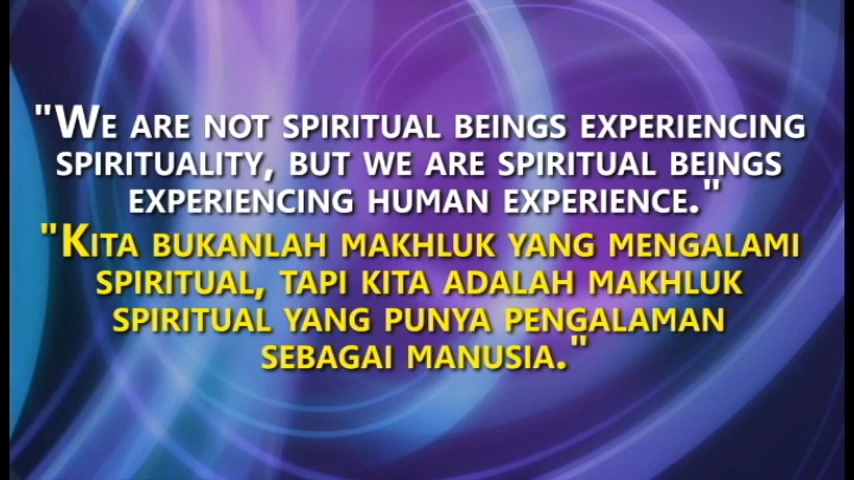 "We are not spiritual beings experiencing
spirituality, but we are spiritual beings
experiencing human experience."
"Kita bukanlah makhluk yang mengalami
spiritual, tapi kita adalah makhluk
spiritual yang punya pengalaman
sebagai manusia."